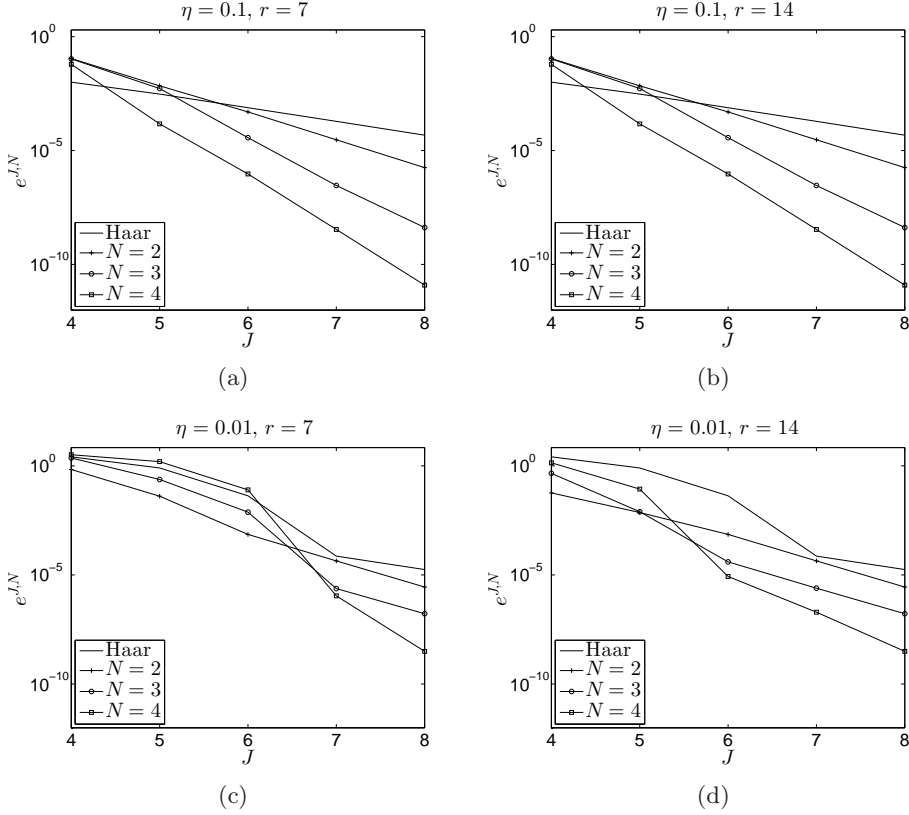 η = 0.1, r = 7
10^0
10^{-5}
10^{-10}
e^{J,N}
Haar
N = 2
N = 3
N = 4
4 5 6 7 8
J
(a)
η = 0.1, r = 14
10^0
10^{-5}
10^{-10}
e^{J,N}
Haar
N = 2
N = 3
N = 4
4 5 6 7 8
J
(b)
η = 0.01, r = 7
10^0
10^{-5}
10^{-10}
e^{J,N}
Haar
N = 2
N = 3
N = 4
4 5 6 7 8
J
(c)
η = 0.01, r = 14
10^0
10^{-5}
10^{-10}
e^{J,N}
Haar
N = 2
N = 3
N = 4
4 5 6 7 8
J
(d)